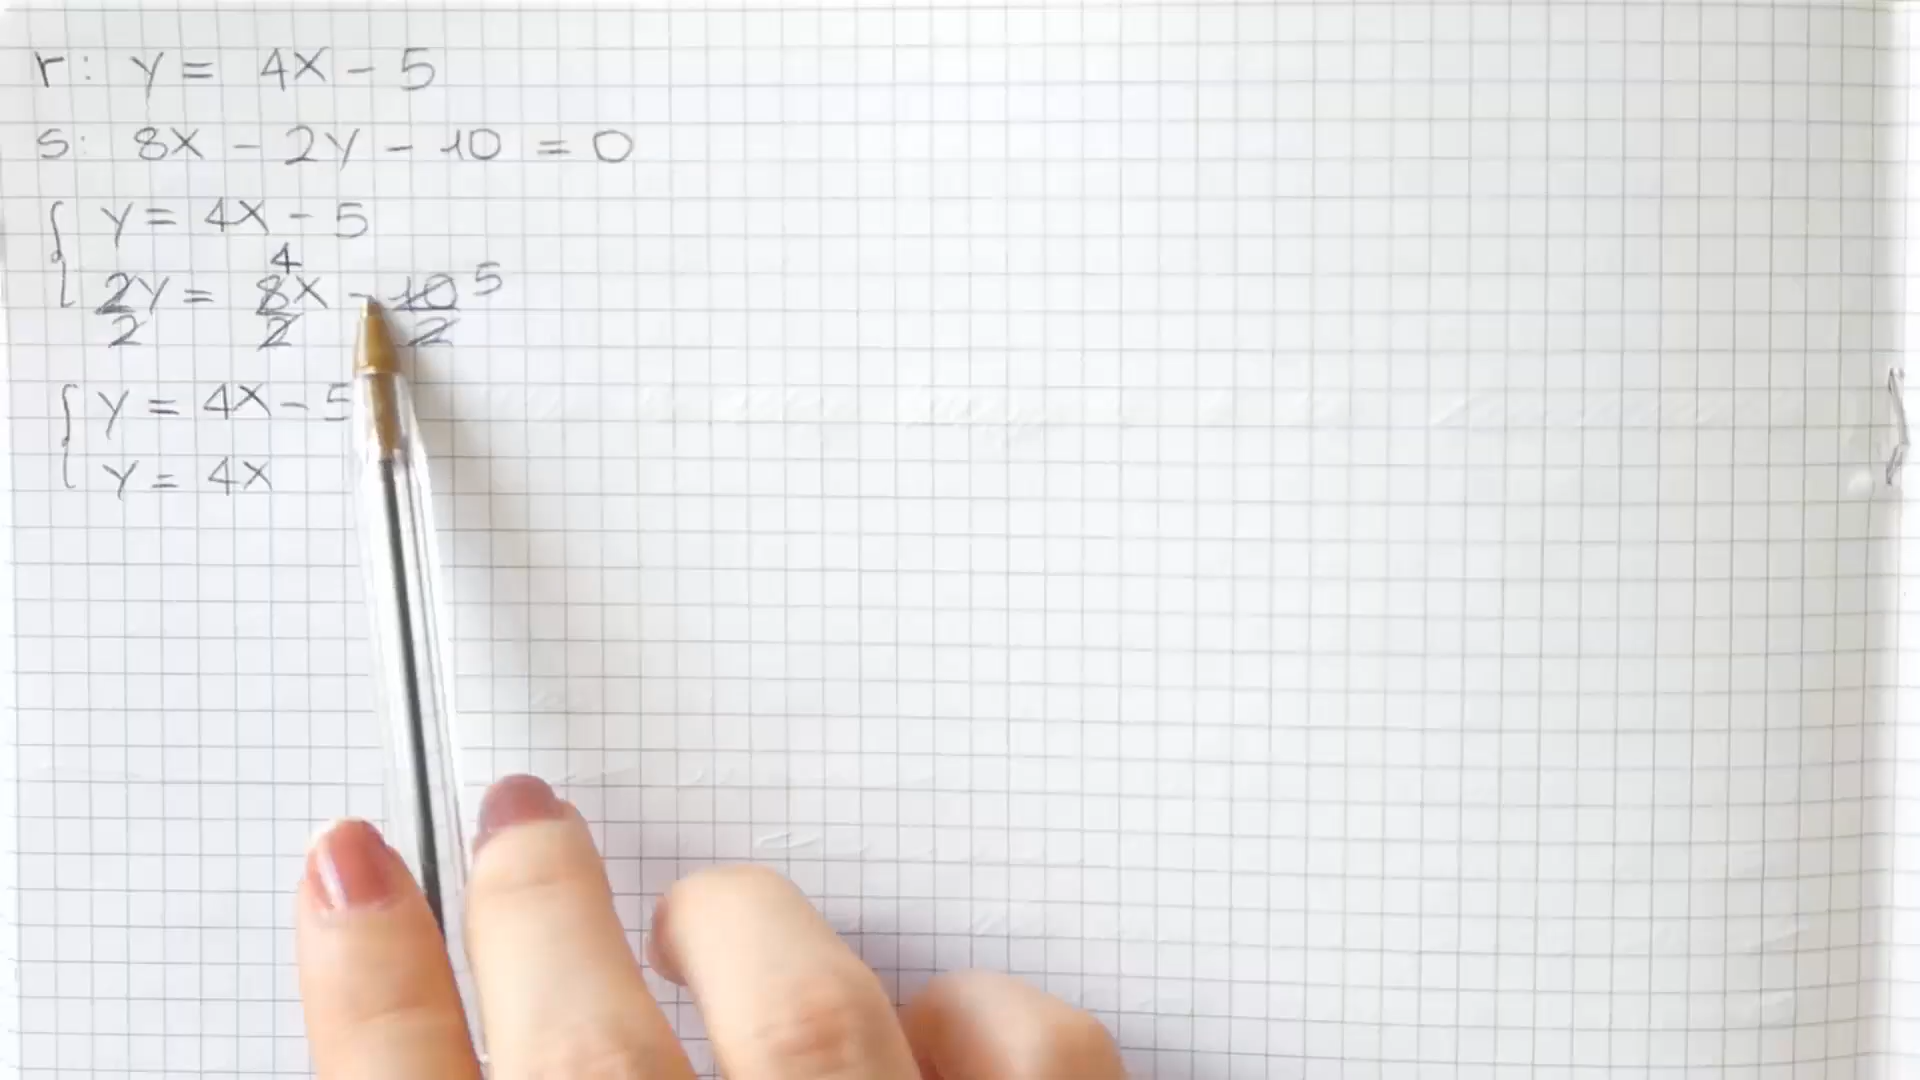 r: y = 4x - 5
s: 8x - 2y - 10 = 0
{ y = 4x - 5
4
2y = 8x - 10 5
2 2 2
{ y = 4x - 5
y = 4x